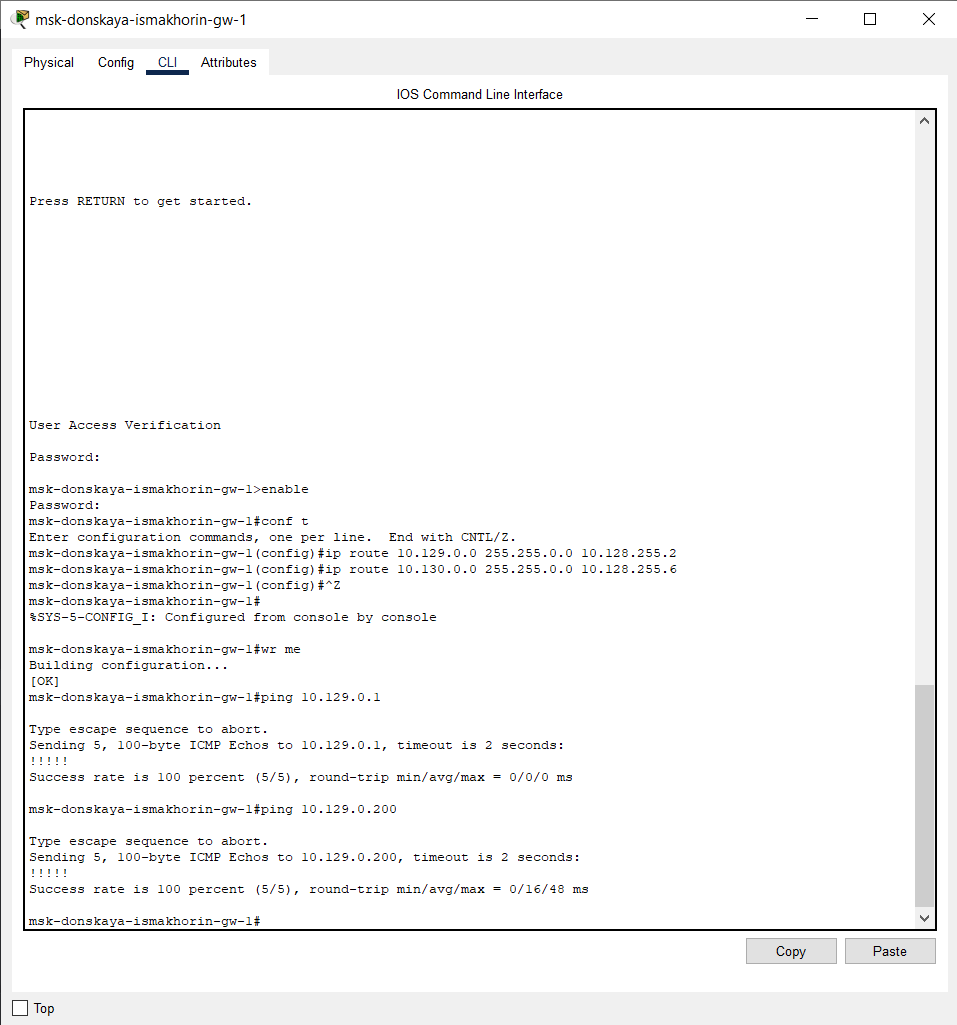 msk-donskaya-ismakhorin-gw-1
Physical Config CLI Attributes
IOS Command Line Interface
Press RETURN to get started.
User Access Verification
Password:
msk-donskaya-ismakhorin-gw-1>enable
Password:
msk-donskaya-ismakhorin-gw-1#conf t
Enter configuration commands, one per line.  End with CNTL/Z.
msk-donskaya-ismakhorin-gw-1(config)#ip route 10.129.0.0 255.255.0.0 10.128.255.2
msk-donskaya-ismakhorin-gw-1(config)#ip route 10.130.0.0 255.255.0.0 10.128.255.6
msk-donskaya-ismakhorin-gw-1(config)#^Z
msk-donskaya-ismakhorin-gw-1#
%SYS-5-CONFIG_I: Configured from console by console
msk-donskaya-ismakhorin-gw-1#wr me
Building configuration...
[OK]
msk-donskaya-ismakhorin-gw-1#ping 10.129.0.1
Type escape sequence to abort.
Sending 5, 100-byte ICMP Echos to 10.129.0.1, timeout is 2 seconds:
!!!!!
Success rate is 100 percent (5/5), round-trip min/avg/max = 0/0/0 ms
msk-donskaya-ismakhorin-gw-1#ping 10.129.0.200
Type escape sequence to abort.
Sending 5, 100-byte ICMP Echos to 10.129.0.200, timeout is 2 seconds:
!!!!!
Success rate is 100 percent (5/5), round-trip min/avg/max = 0/16/48 ms
msk-donskaya-ismakhorin-gw-1#
Copy Paste
Top